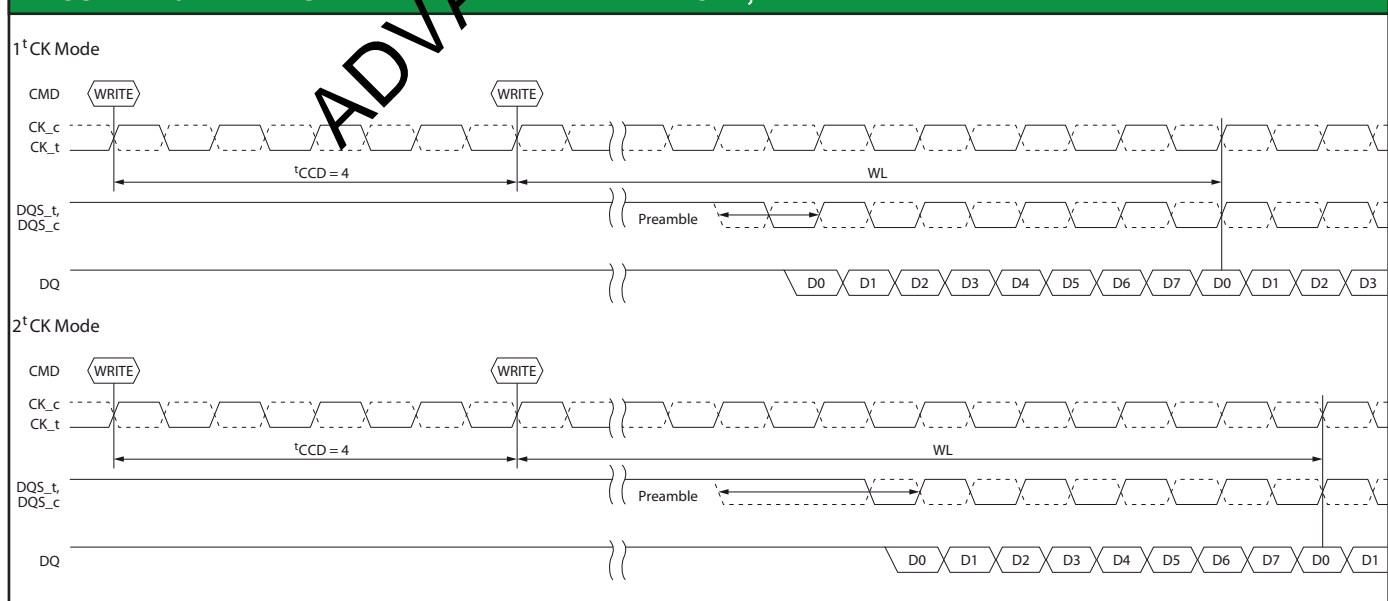 ADVA
1tCK Mode
CMD WRITE WRITE
CK_c
CK_t
tCCD = 4 WL
DQS_t,
DQS_c Preamble
DQ D0 D1 D2 D3 D4 D5 D6 D7 D0 D1 D2 D3
2tCK Mode
CMD WRITE WRITE
CK_c
CK_t
tCCD = 4 WL
DQS_t,
DQS_c Preamble
DQ D0 D1 D2 D3 D4 D5 D6 D7 D0 D1